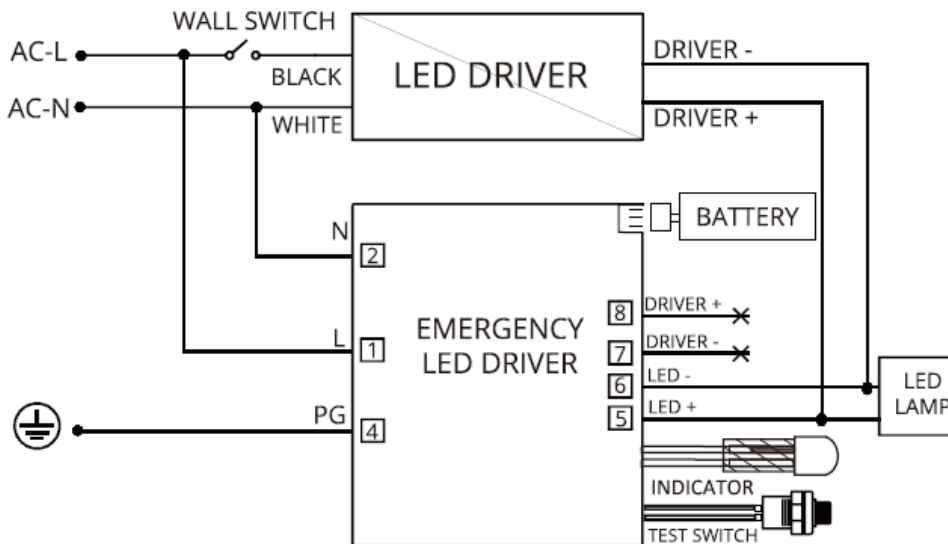 WALL SWITCH
AC-L
BLACK
AC-N
WHITE
LED DRIVER
DRIVER -
DRIVER +
BATTERY
N
2
L
1
PG
4
EMERGENCY
LED DRIVER
8
DRIVER +
7
DRIVER -
6
LED -
5
LED +
LED
LAMP
INDICATOR
TEST SWITCH